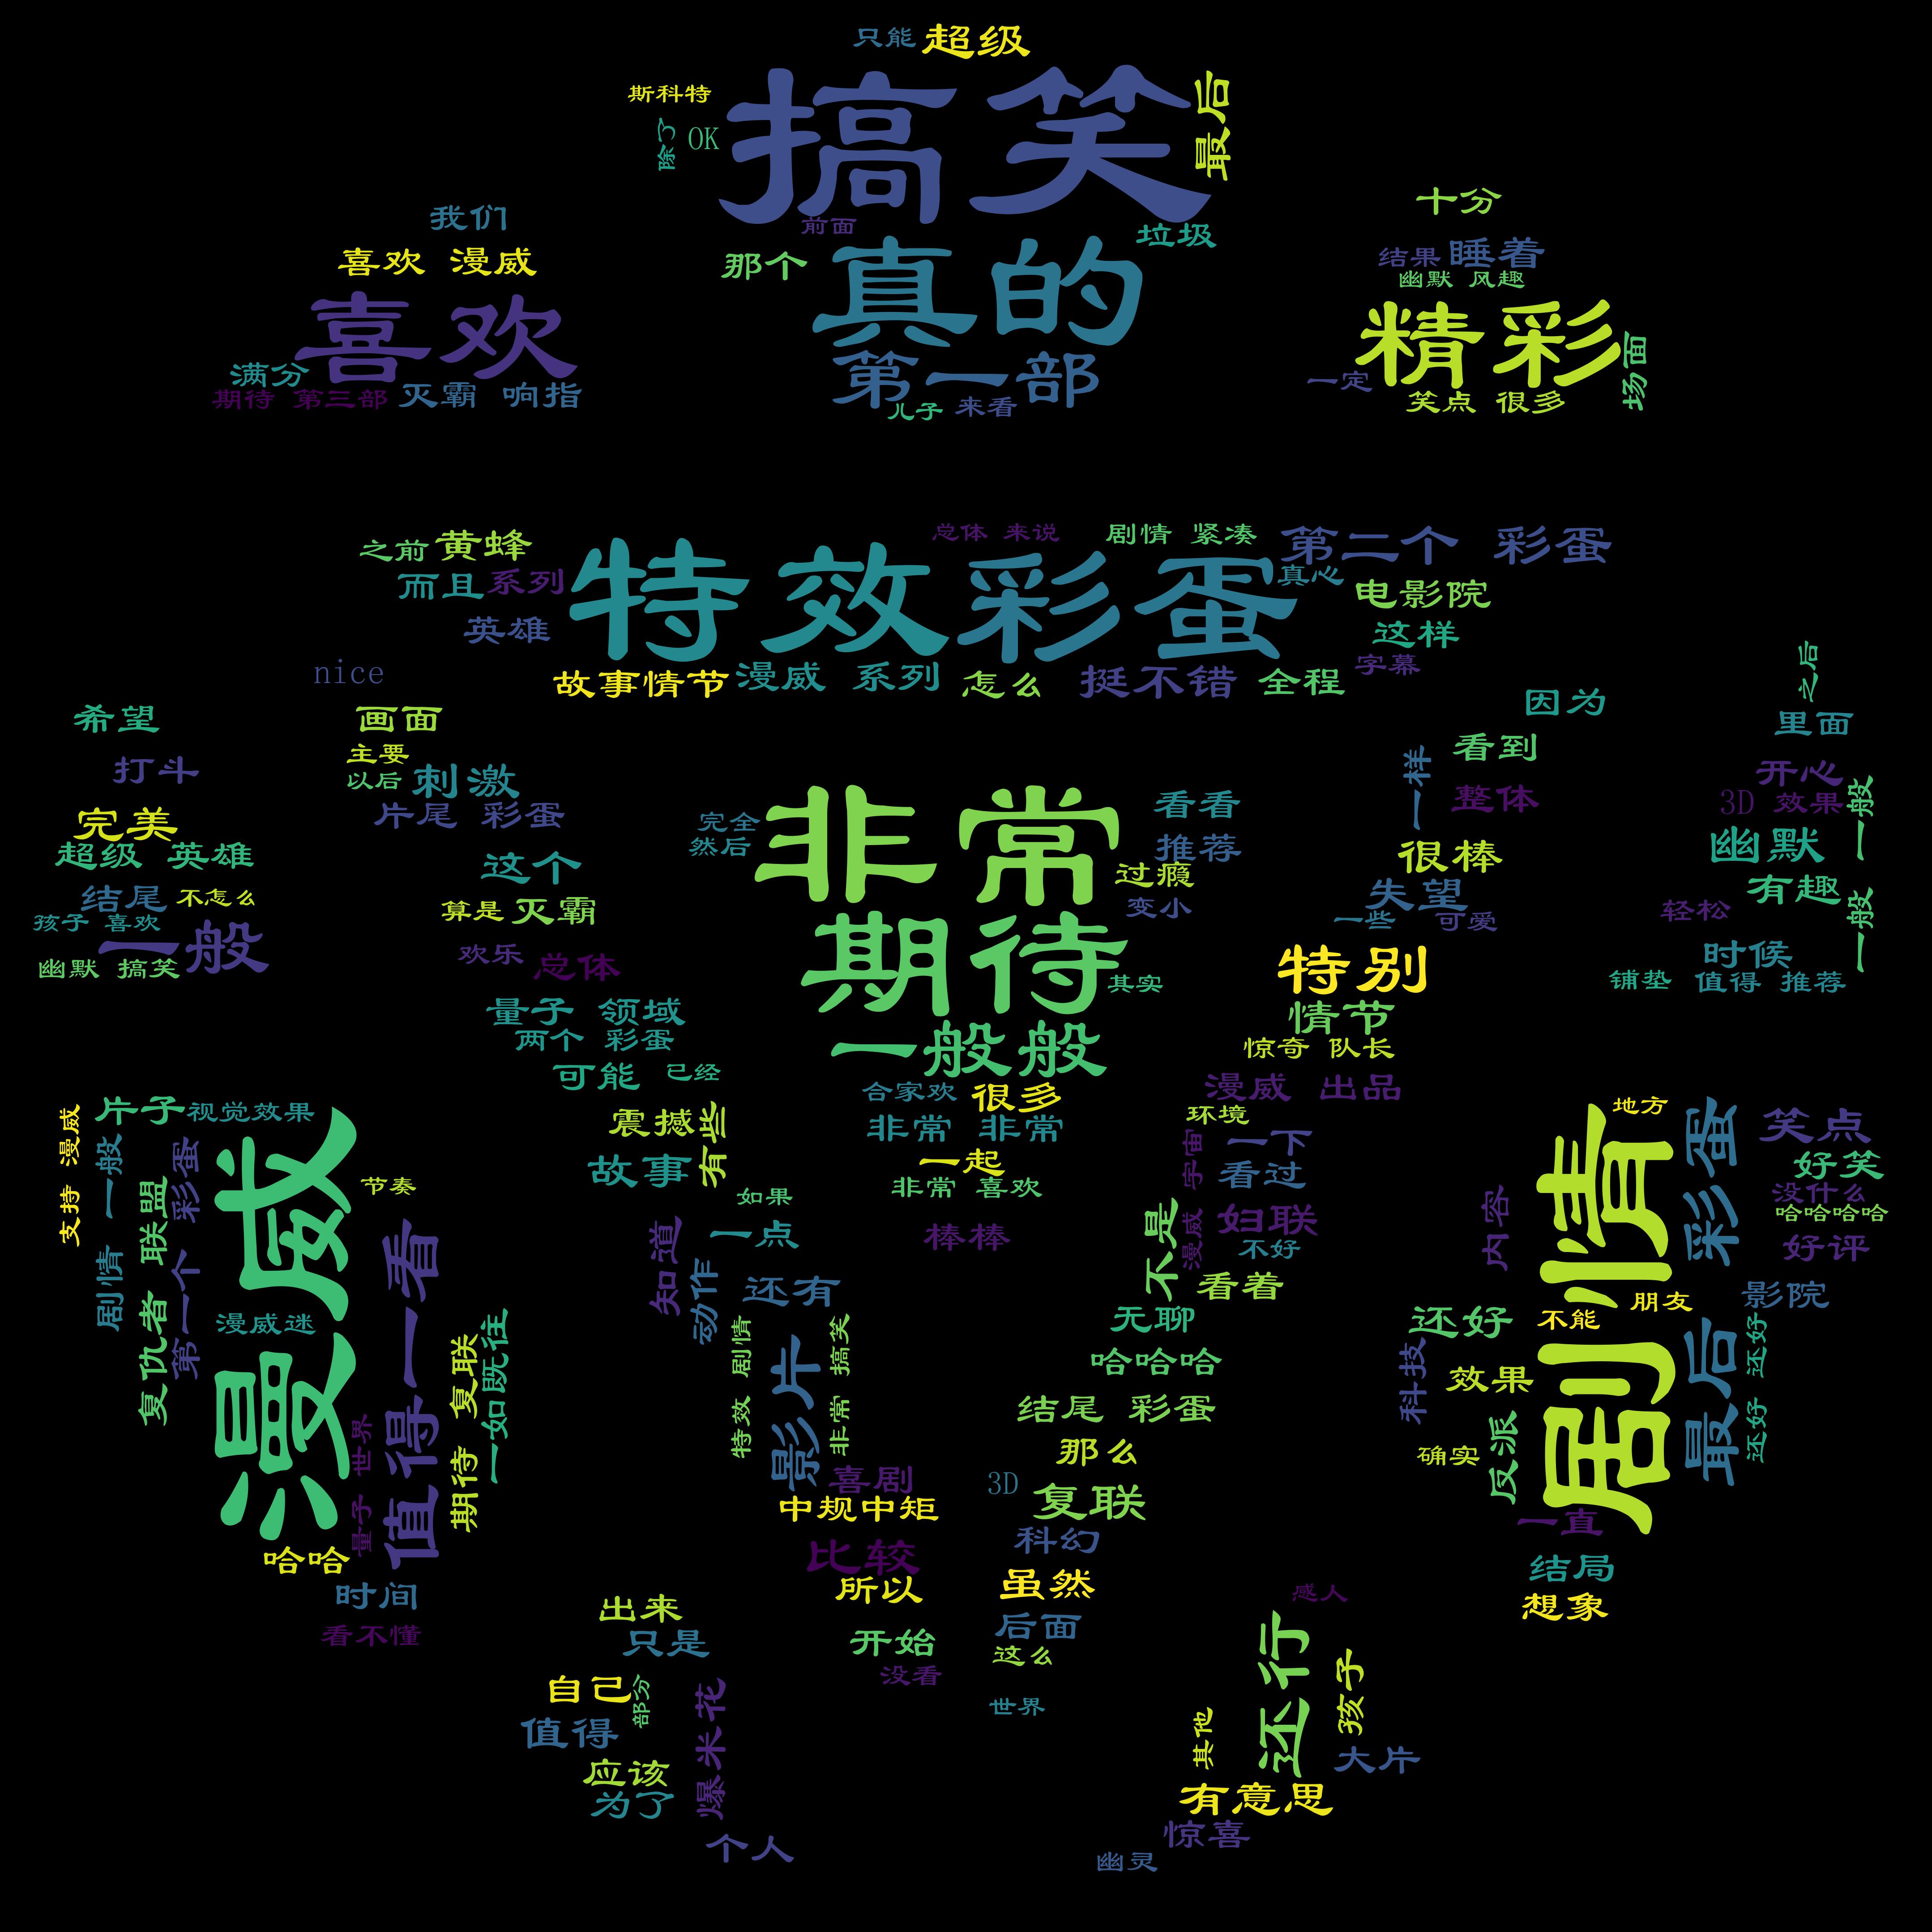 只能 超级
斯科特
搞笑
最后
除了
OK
前面
垃圾
那个
真的
第一部
儿子 来看
我们
喜欢 漫威
喜欢
满分
期待 第三部
灭霸 响指
十分
结果 睡着
幽默 风趣
精彩
场面
一定
笑点 很多
之前 黄蜂
而且 系列
英雄
总体 来说
剧情 紧凑
第二个 彩蛋
特效
彩蛋
真心
电影院
这样
字幕
故事情节
漫威 系列
怎么
挺不错
全程
nice
希望
打斗
完美
超级 英雄
结尾 不怎么
孩子 喜欢
一般
幽默 搞笑
画面
主要
以后 刺激
片尾 彩蛋
这个
算是 灭霸
欢乐 总体
量子 领域
两个 彩蛋
可能 已经
震撼
有些
故事
完全
然后
非常
看看
推荐
过瘾
变小
期待
其实
一般般
合家欢 很多
非常 非常
一起
非常 喜欢
棒棒
因为
看到
一样
整体
很棒
失望
一些 可爱
特别
情节
惊奇 队长
漫威 出品
环境
宇宙
一下
看过
漫威
妇联
不好
不是
看着
无聊
哈哈哈
结尾 彩蛋
那么
3D
复联
科幻
虽然
后面
这么
世界
之后
里面
开心
3D 效果
一般 一般
幽默
有趣
轻松
时候
铺垫 值得 推荐
片子 视觉效果
支持 漫威
剧情 一般
复仇者 联盟
第一个 彩蛋
漫威
漫威迷
节奏
值得一看
量子 世界
期待 复联
一如既往
哈哈
时间
看不懂
如果
知道
一点
动作
还有
特效 剧情
影片
非常 搞笑
喜剧
中规中矩
比较
所以
开始
没看
出来
只是
自己
部分
值得
爆米花
应该
为了
个人
地方
剧情
彩蛋
笑点
好笑
没什么
哈哈哈哈
好评
影院
内容
还好
不能
朋友
最后
还好 还好
科技
效果
确实
反派
一直
结局
想象
感人
还行
孩子
其他
大片
有意思
惊喜
幽灵